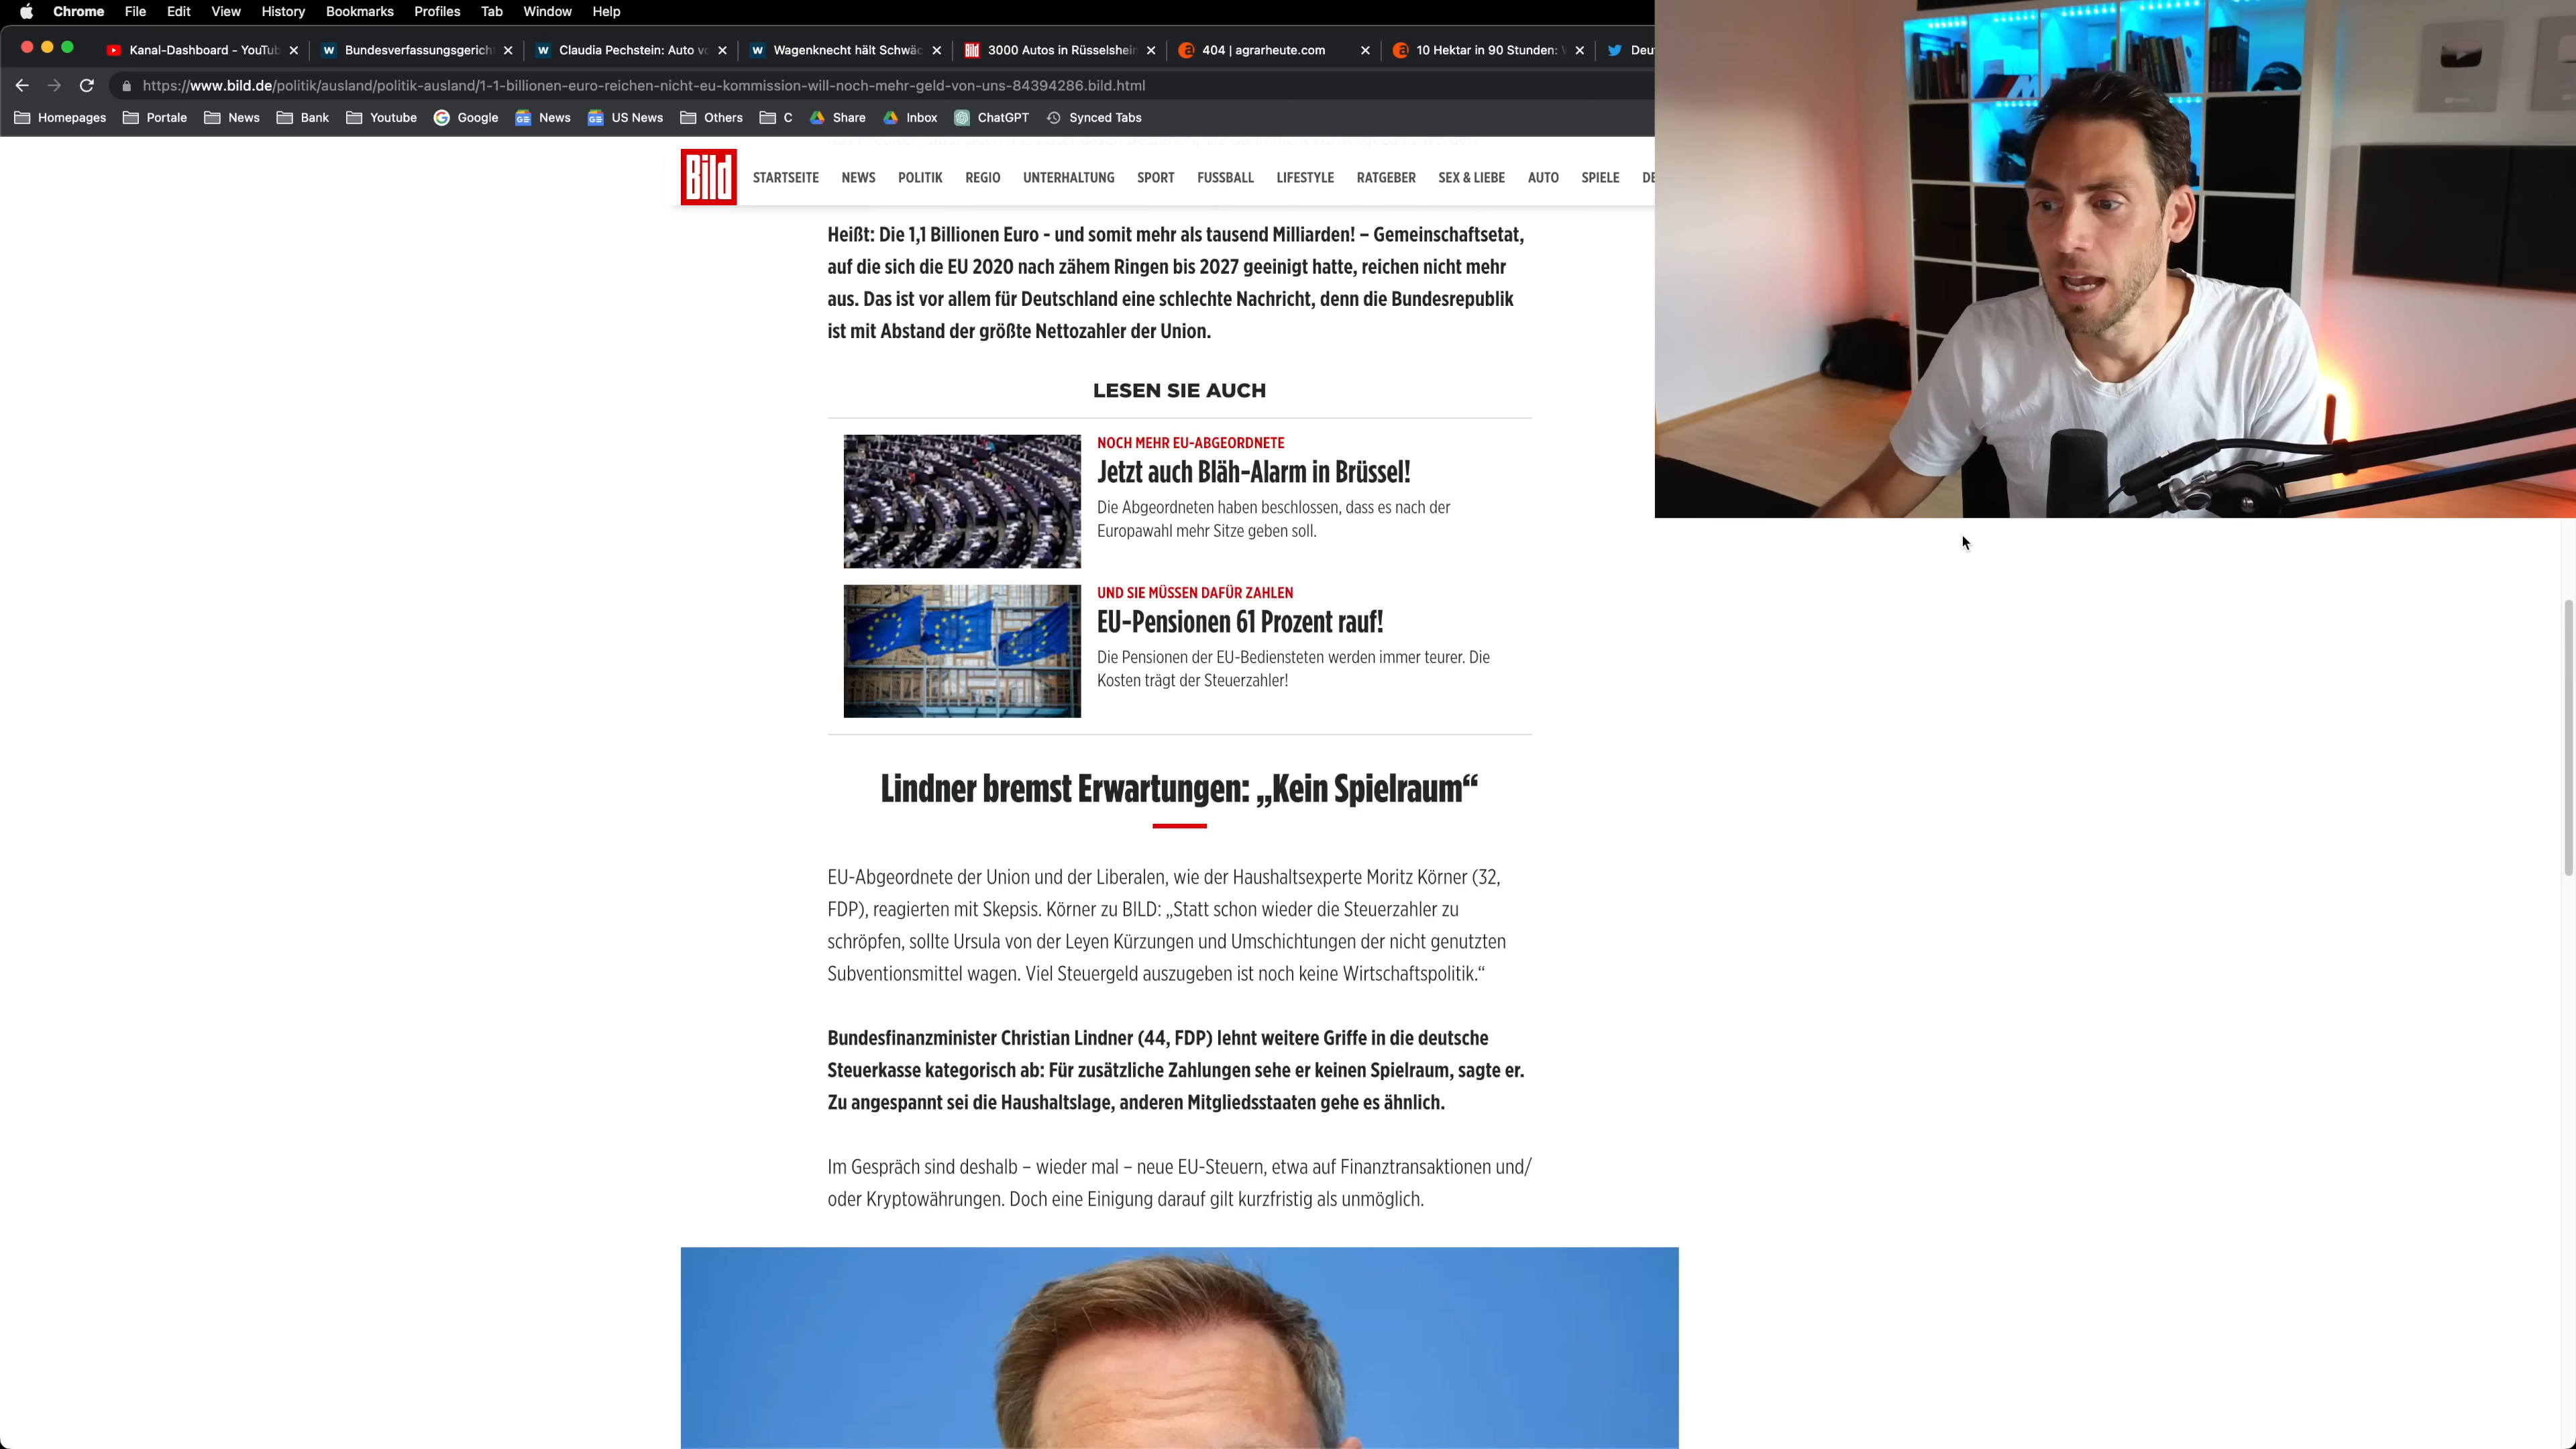 Chrome File Edit View History Bookmarks Profiles Tab Window Help
Kanal-Dashboard - YouTub
Bundesverfassungsgerich
Claudia Pechstein: Auto vo
Wagenknecht hält Schwäc
3000 Autos in Rüsselshein
404 | agrarheute.com
10 Hektar in 90 Stunden:
Deu
https://www.bild.de/politik/ausland/politik-ausland/1-1-billionen-euro-reichen-nicht-eu-kommission-will-noch-mehr-geld-von-uns-84394286.bild.html
Homepages Portale News Bank Youtube Google News US News Others C Share Inbox ChatGPT Synced Tabs
Bild STARTSEITE NEWS POLITIK REGIO UNTERHALTUNG SPORT FUSSBALL LIFESTYLE RATGEBER SEX & LIEBE AUTO SPIELE DE
Heißt: Die 1,1 Billionen Euro - und somit mehr als tausend Milliarden! – Gemeinschaftsetat,
auf die sich die EU 2020 nach zähem Ringen bis 2027 geeinigt hatte, reichen nicht mehr
aus. Das ist vor allem für Deutschland eine schlechte Nachricht, denn die Bundesrepublik
ist mit Abstand der größte Nettozahler der Union.
LESEN SIE AUCH
NOCH MEHR EU-ABGEORDNETE
Jetzt auch Bläh-Alarm in Brüssel!
Die Abgeordneten haben beschlossen, dass es nach der
Europawahl mehr Sitze geben soll.
UND SIE MÜSSEN DAFÜR ZAHLEN
EU-Pensionen 61 Prozent rauf!
Die Pensionen der EU-Bediensteten werden immer teurer. Die
Kosten trägt der Steuerzahler!
Lindner bremst Erwartungen: „Kein Spielraum“
EU-Abgeordnete der Union und der Liberalen, wie der Haushaltsexperte Moritz Körner (32,
FDP), reagierten mit Skepsis. Körner zu BILD: „Statt schon wieder die Steuerzahler zu
schröpfen, sollte Ursula von der Leyen Kürzungen und Umschichtungen der nicht genutzten
Subventionsmittel wagen. Viel Steuergeld auszugeben ist noch keine Wirtschaftspolitik.“
Bundesfinanzminister Christian Lindner (44, FDP) lehnt weitere Griffe in die deutsche
Steuerkasse kategorisch ab: Für zusätzliche Zahlungen sehe er keinen Spielraum, sagte er.
Zu angespannt sei die Haushaltslage, anderen Mitgliedsstaaten gehe es ähnlich.
Im Gespräch sind deshalb – wieder mal – neue EU-Steuern, etwa auf Finanztransaktionen und/
oder Kryptowährungen. Doch eine Einigung darauf gilt kurzfristig als unmöglich.